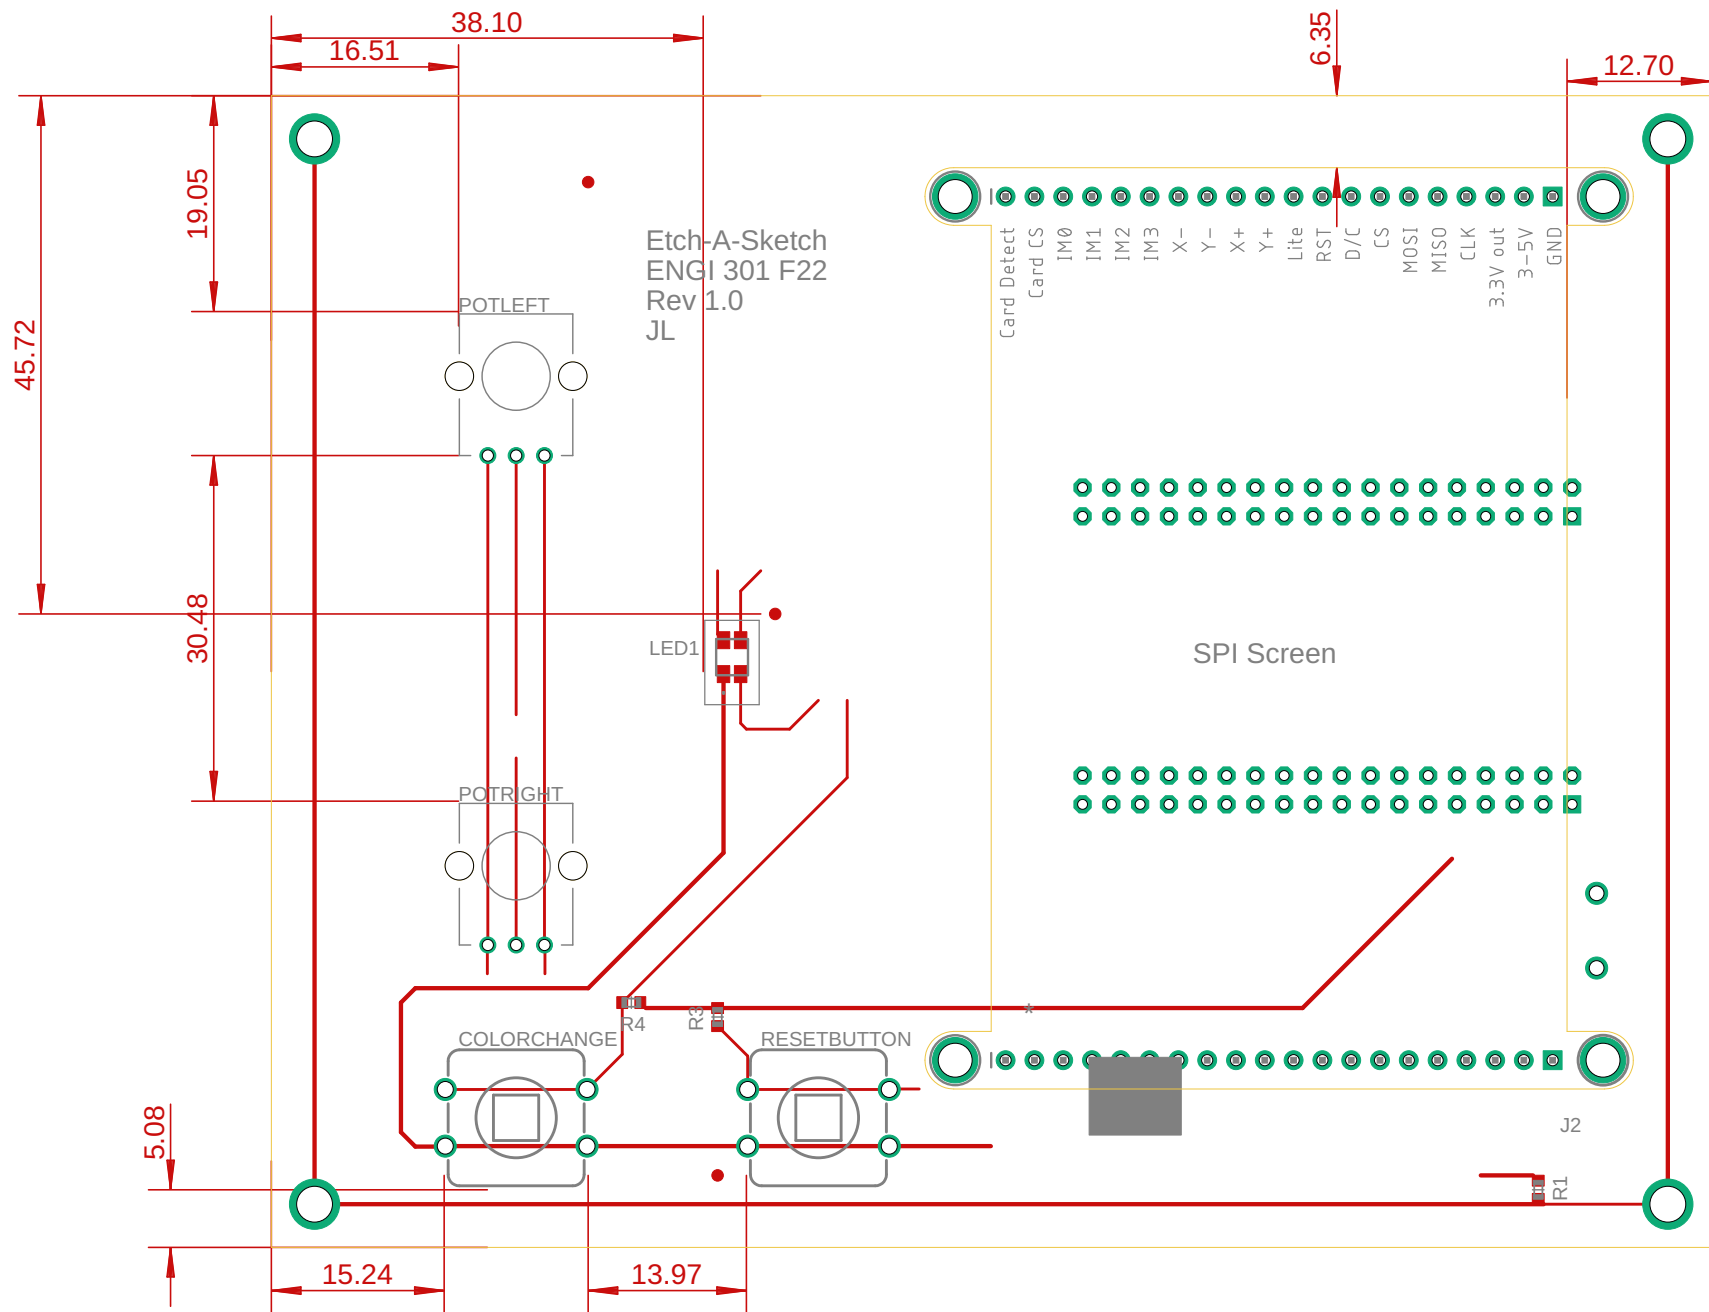 38.10
16.51
6.35
12.70
19.05
45.72
30.48
Etch-A-Sketch
ENGI 301 F22
Rev 1.0
JL
POTLEFT
Card Detect
Card CS
IM0
IM1
IM2
IM3
X-
Y-
X+
Y+
Lite
RST
D/C
CS
MOSI
MISO
CLK
3.3V out
3-5V
GND
LED1
SPI Screen
POTRIGHT
R4
R3
*
COLORCHANGE
RESETBUTTON
J2
R1
5.08
15.24
13.97